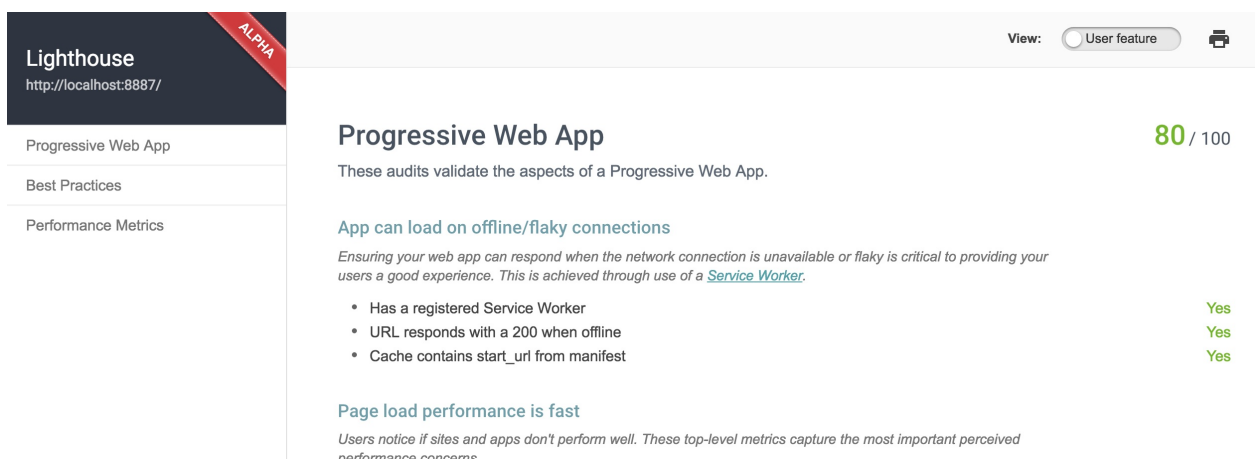 Lighthouse
http://localhost:8887/
ALPHA
Progressive Web App
Best Practices
Performance Metrics
View: User feature
Progressive Web App
80 / 100
These audits validate the aspects of a Progressive Web App.
App can load on offline/flaky connections
Ensuring your web app can respond when the network connection is unavailable or flaky is critical to providing your
users a good experience. This is achieved through use of a Service Worker.
• Has a registered Service Worker Yes
• URL responds with a 200 when offline Yes
• Cache contains start_url from manifest Yes
Page load performance is fast
Users notice if sites and apps don't perform well. These top-level metrics capture the most important perceived
performance concerns.